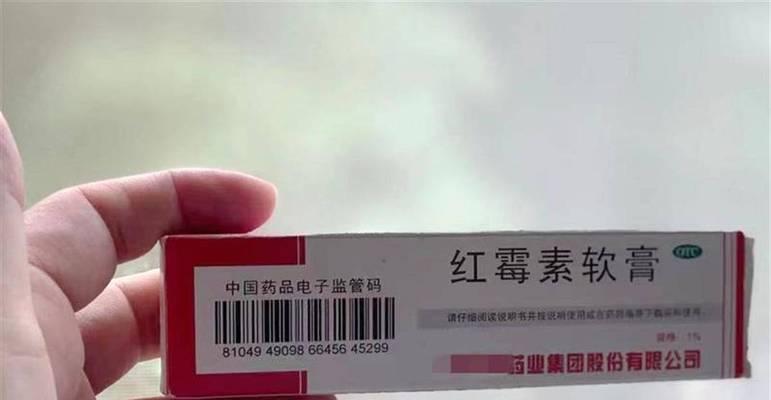 中国药品电子监管码
81049 49098 66456 45299
红霉素软膏
OTC
请仔细阅读说明书并按说明使用或在药师指导下购买和使用
规格:1%
药业集团股份有限公司